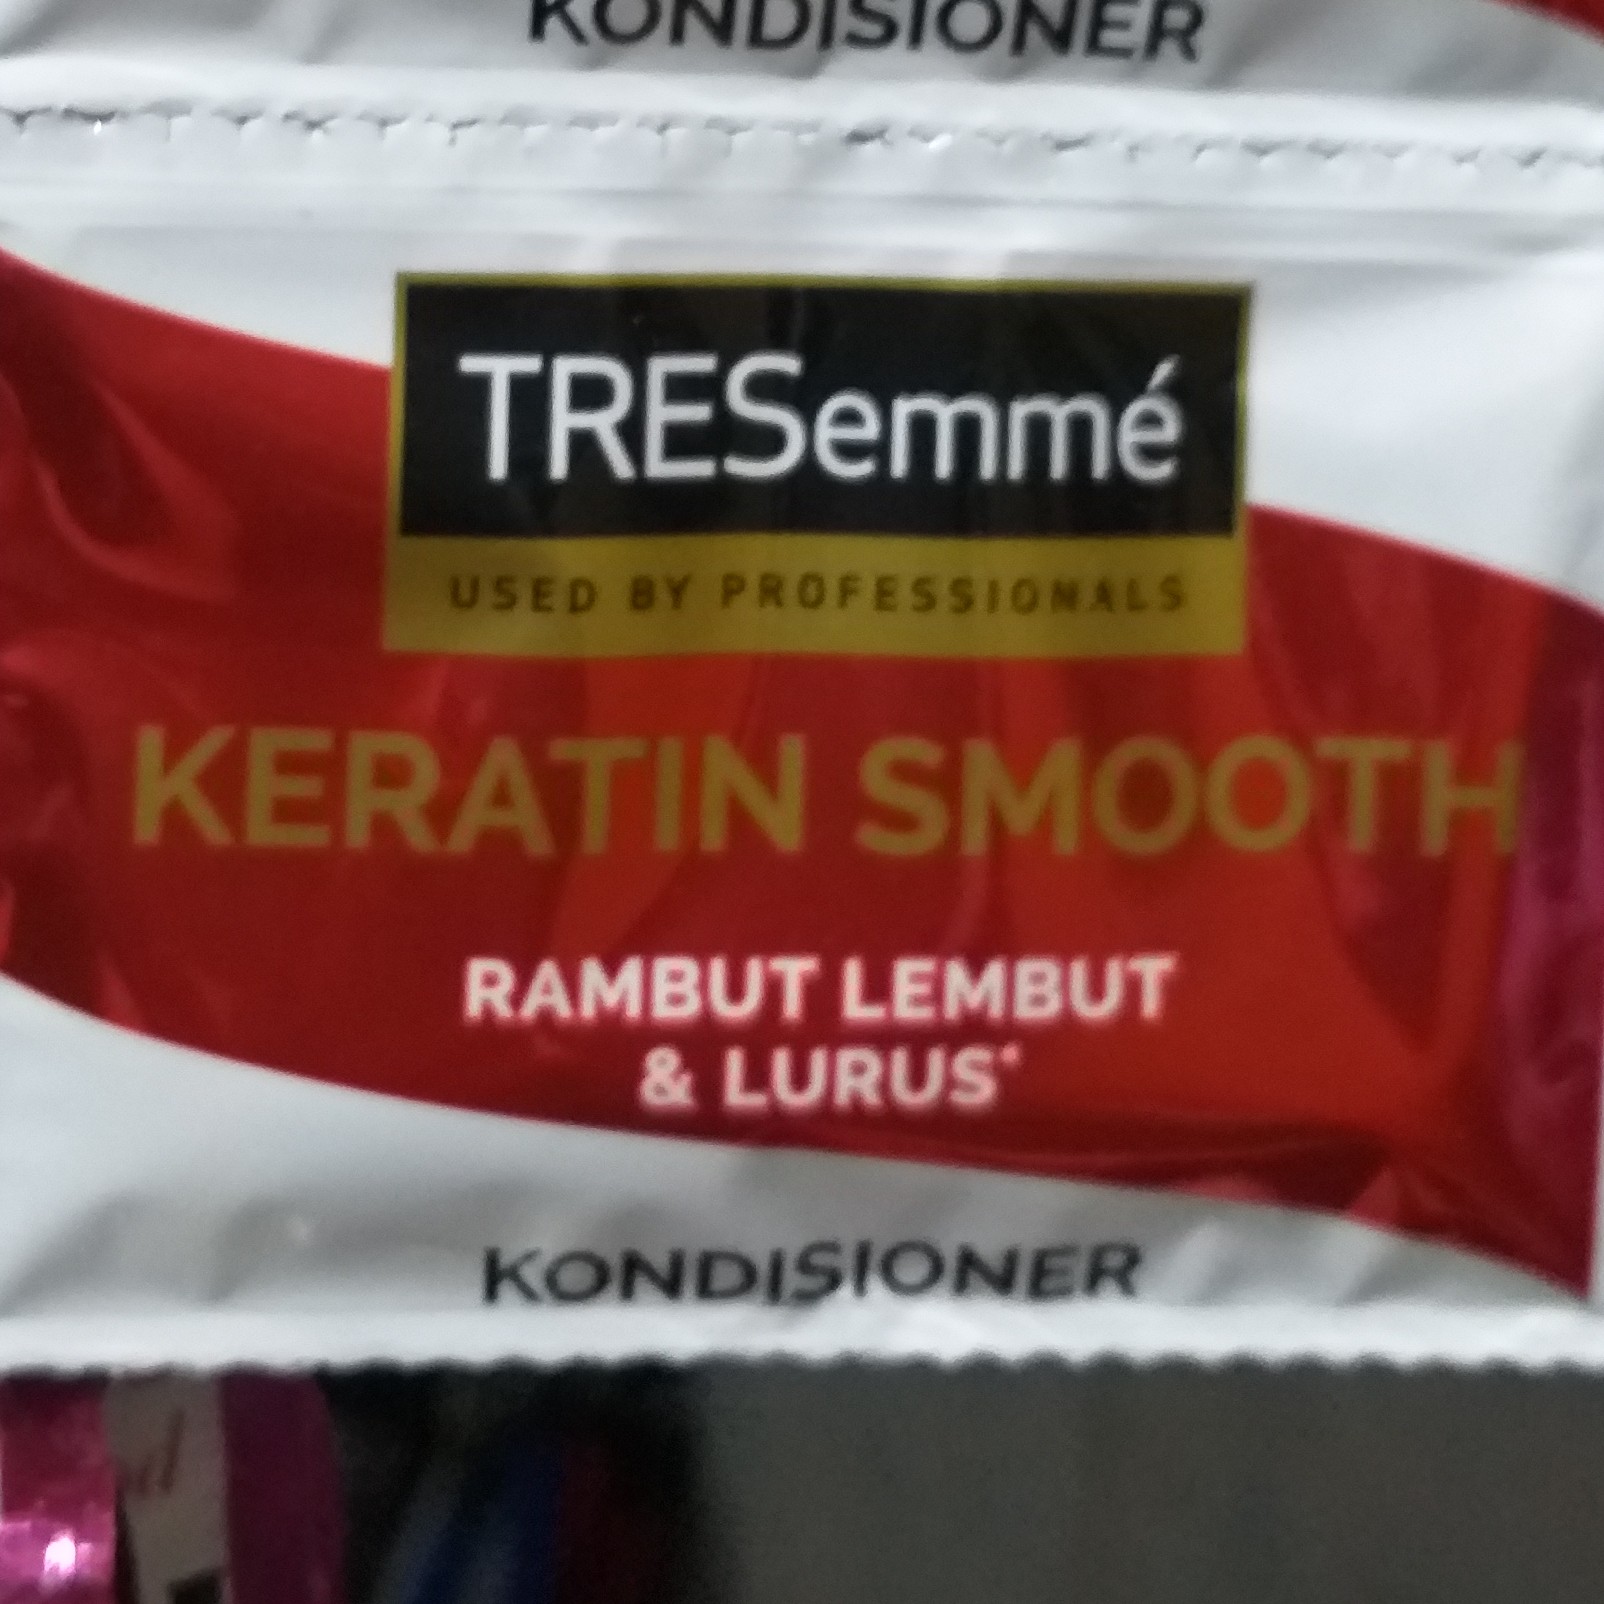 KONDISIONER
TRESemmé
USED BY PROFESSIONALS
KERATIN SMOOTH
RAMBUT LEMBUT
& LURUS*
KONDISIONER